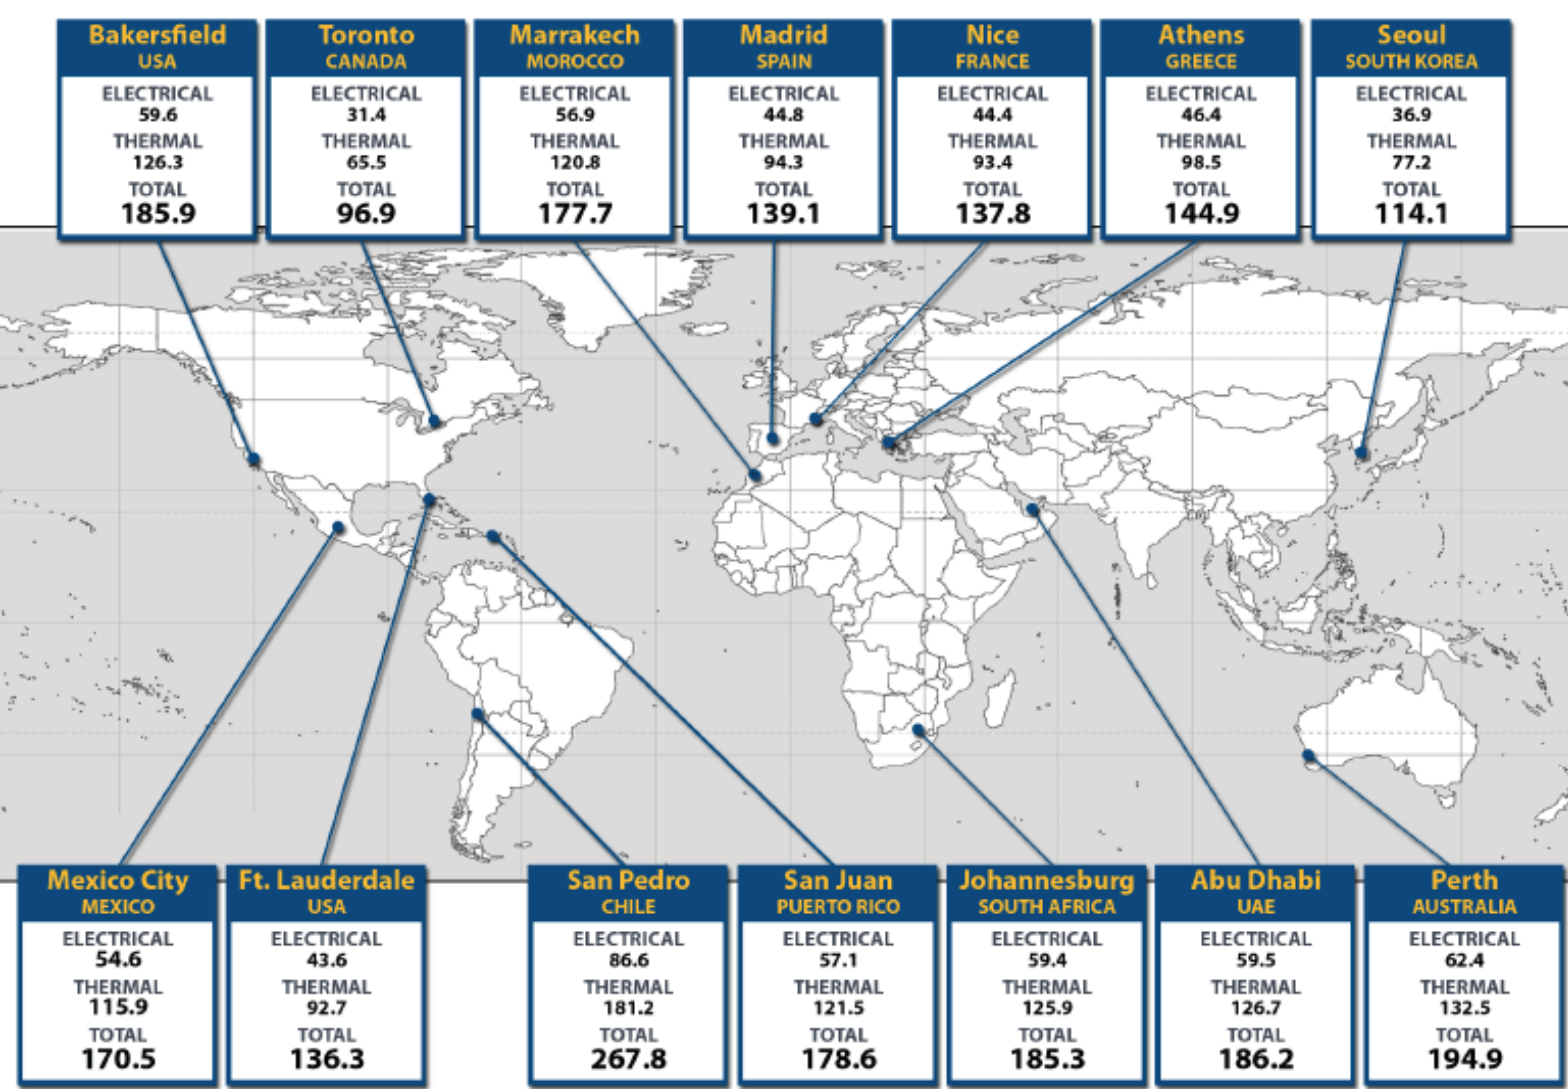 Bakersfield
USA
ELECTRICAL
59.6
THERMAL
126.3
TOTAL
185.9
Toronto
CANADA
ELECTRICAL
31.4
THERMAL
65.5
TOTAL
96.9
Marrakech
MOROCCO
ELECTRICAL
56.9
THERMAL
120.8
TOTAL
177.7
Madrid
SPAIN
ELECTRICAL
44.8
THERMAL
94.3
TOTAL
139.1
Nice
FRANCE
ELECTRICAL
44.4
THERMAL
93.4
TOTAL
137.8
Athens
GREECE
ELECTRICAL
46.4
THERMAL
98.5
TOTAL
144.9
Seoul
SOUTH KOREA
ELECTRICAL
36.9
THERMAL
77.2
TOTAL
114.1
Mexico City
MEXICO
ELECTRICAL
54.6
THERMAL
115.9
TOTAL
170.5
Ft. Lauderdale
USA
ELECTRICAL
43.6
THERMAL
92.7
TOTAL
136.3
San Pedro
CHILE
ELECTRICAL
86.6
THERMAL
181.2
TOTAL
267.8
San Juan
PUERTO RICO
ELECTRICAL
57.1
THERMAL
121.5
TOTAL
178.6
Johannesburg
SOUTH AFRICA
ELECTRICAL
59.4
THERMAL
125.9
TOTAL
185.3
Abu Dhabi
UAE
ELECTRICAL
59.5
THERMAL
126.7
TOTAL
186.2
Perth
AUSTRALIA
ELECTRICAL
62.4
THERMAL
132.5
TOTAL
194.9